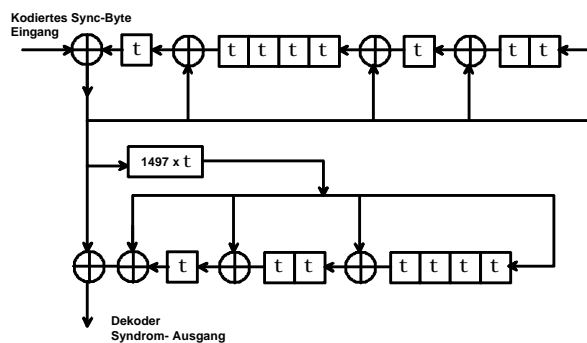 Kodiertes Sync-Byte
Eingang
t t t t t t t t
1497 x t
t t t t t t t
Dekoder
Syndrom- Ausgang